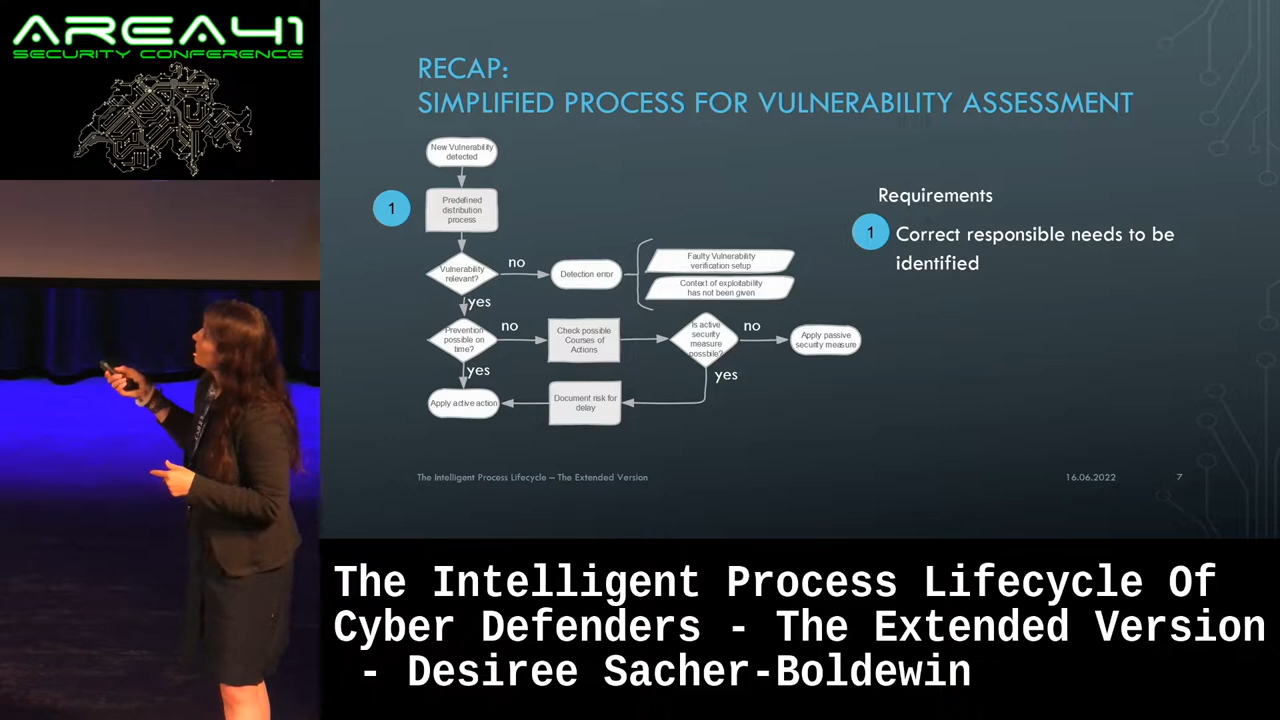 AREA41
SECURITY CONFERENCE
RECAP:
SIMPLIFIED PROCESS FOR VULNERABILITY ASSESSMENT
New Vulnerability
detected
1
Predefined
distribution
process
Vulnerability
relevant?
no
Detection error
Faulty Vulnerability
verification setup
Context of exploitability
has not been given
yes
Prevention
possible on
time?
no
Check possible
Courses of
Actions
Is active
security
measure
possbile?
no
Apply passive
security measure
yes
yes
Apply active action
Document risk for
delay
Requirements
1 Correct responsible needs to be
identified
The Intelligent Process Lifecycle – The Extended Version
16.06.2022
7
The Intelligent Process Lifecycle Of
Cyber Defenders - The Extended Version
- Desiree Sacher-Boldewin